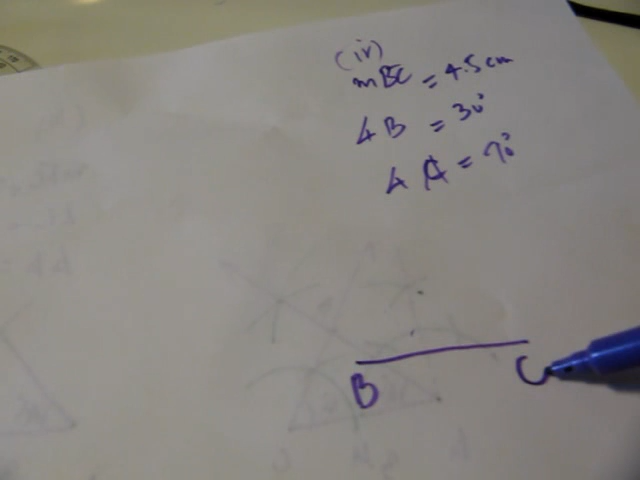 (iv)
mBC = 4.5 cm
∠B = 30°
∠A = 70°
B C